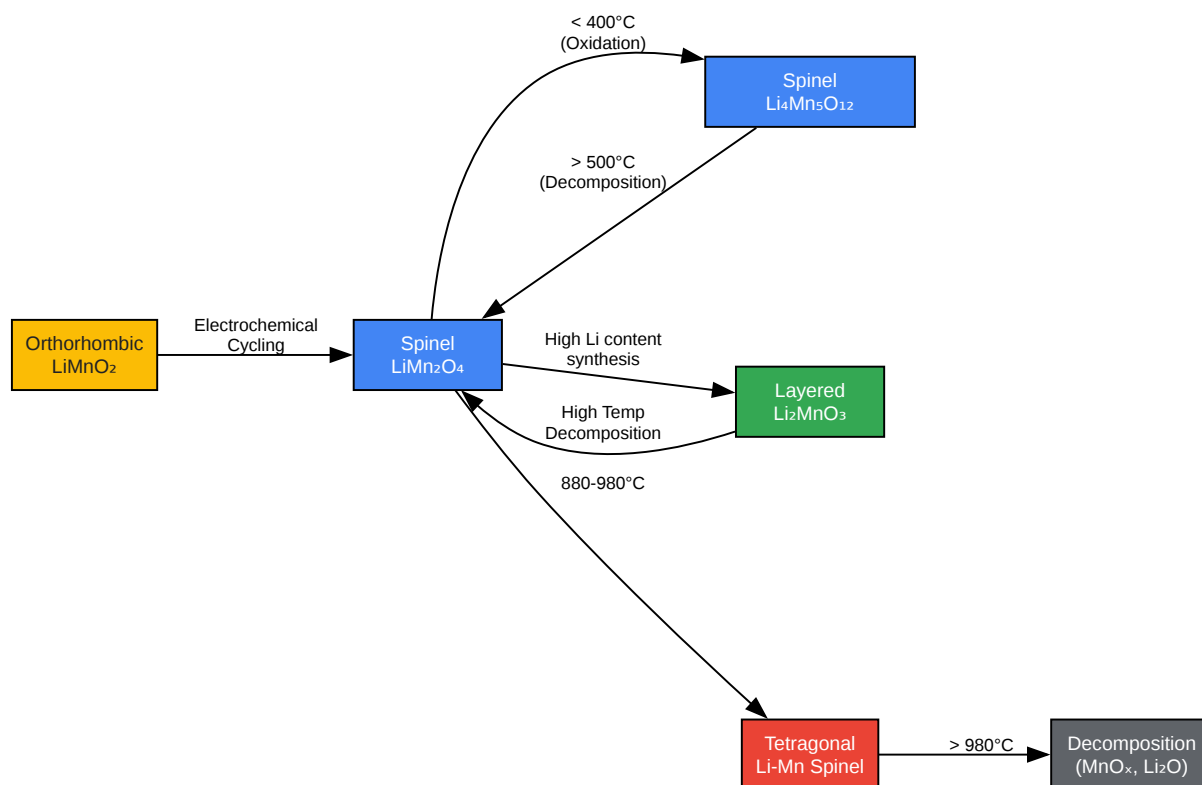 < 400°C
(Oxidation)
Spinel
Li₄Mn₅O₁₂
> 500°C
(Decomposition)
Electrochemical
Cycling
Orthorhombic
LiMnO₂
Spinel
LiMn₂O₄
High Li content
synthesis
Layered
Li₂MnO₃
High Temp
Decomposition
880-980°C
Tetragonal
Li-Mn Spinel
> 980°C
Decomposition
(MnOₓ, Li₂O)